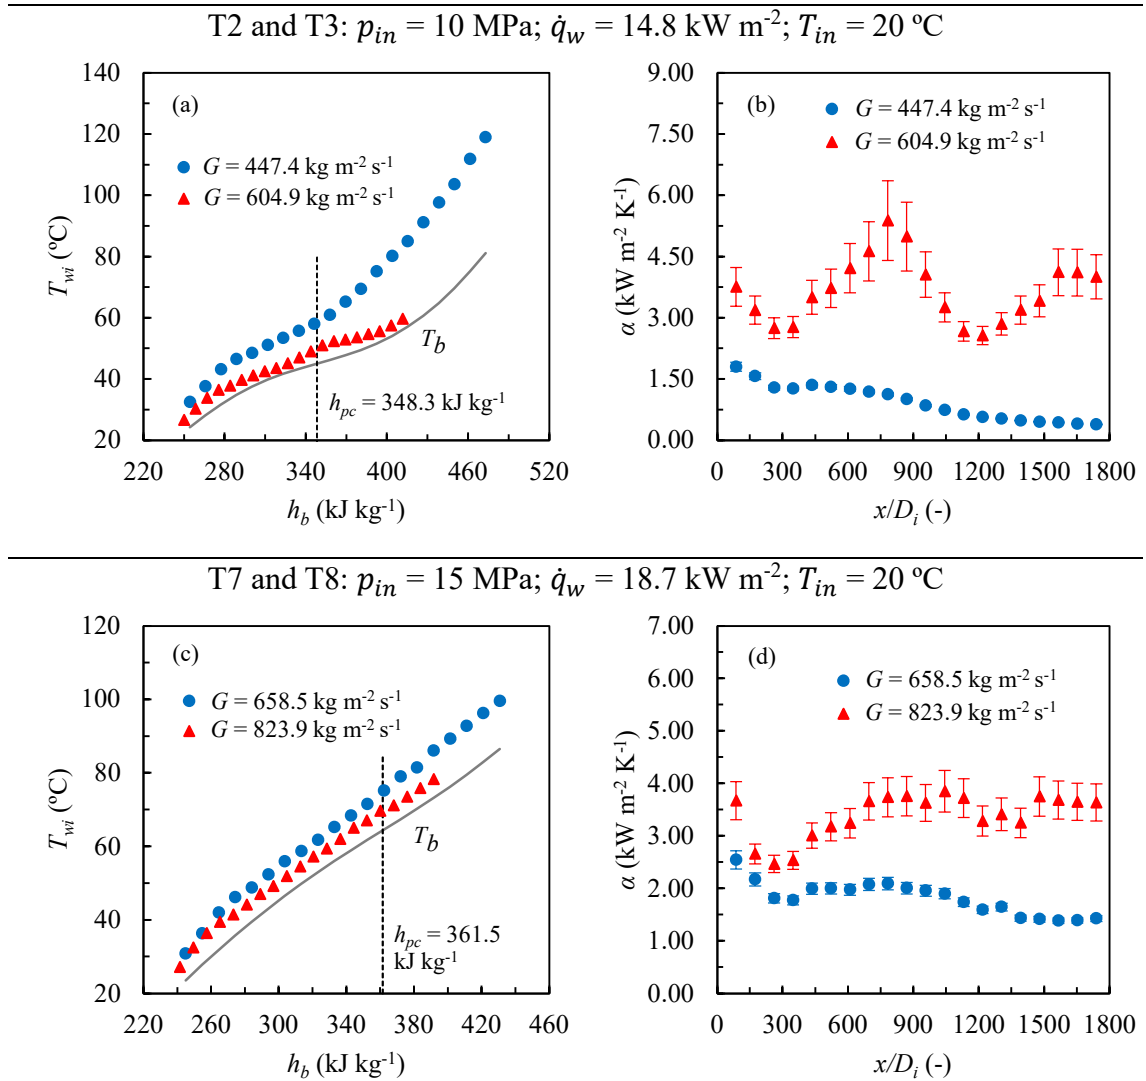 T2 and T3: p_in = 10 MPa; q̇_w = 14.8 kW m⁻²; T_in = 20 ºC
140
120
100
80
60
40
20
T_wi (ºC)
(a)
G = 447.4 kg m⁻² s⁻¹
G = 604.9 kg m⁻² s⁻¹
T_b
h_pc = 348.3 kJ kg⁻¹
220 280 340 400 460 520
h_b (kJ kg⁻¹)
9.00
7.50
6.00
4.50
3.00
1.50
0.00
α (kW m⁻² K⁻¹)
(b)
G = 447.4 kg m⁻² s⁻¹
G = 604.9 kg m⁻² s⁻¹
0 300 600 900 1200 1500 1800
x/D_i (-)
T7 and T8: p_in = 15 MPa; q̇_w = 18.7 kW m⁻²; T_in = 20 ºC
120
100
80
60
40
20
T_wi (ºC)
(c)
G = 658.5 kg m⁻² s⁻¹
G = 823.9 kg m⁻² s⁻¹
T_b
h_pc = 361.5
kJ kg⁻¹
220 260 300 340 380 420 460
h_b (kJ kg⁻¹)
7.00
6.00
5.00
4.00
3.00
2.00
1.00
0.00
α (kW m⁻² K⁻¹)
(d)
G = 658.5 kg m⁻² s⁻¹
G = 823.9 kg m⁻² s⁻¹
0 300 600 900 1200 1500 1800
x/D_i (-)